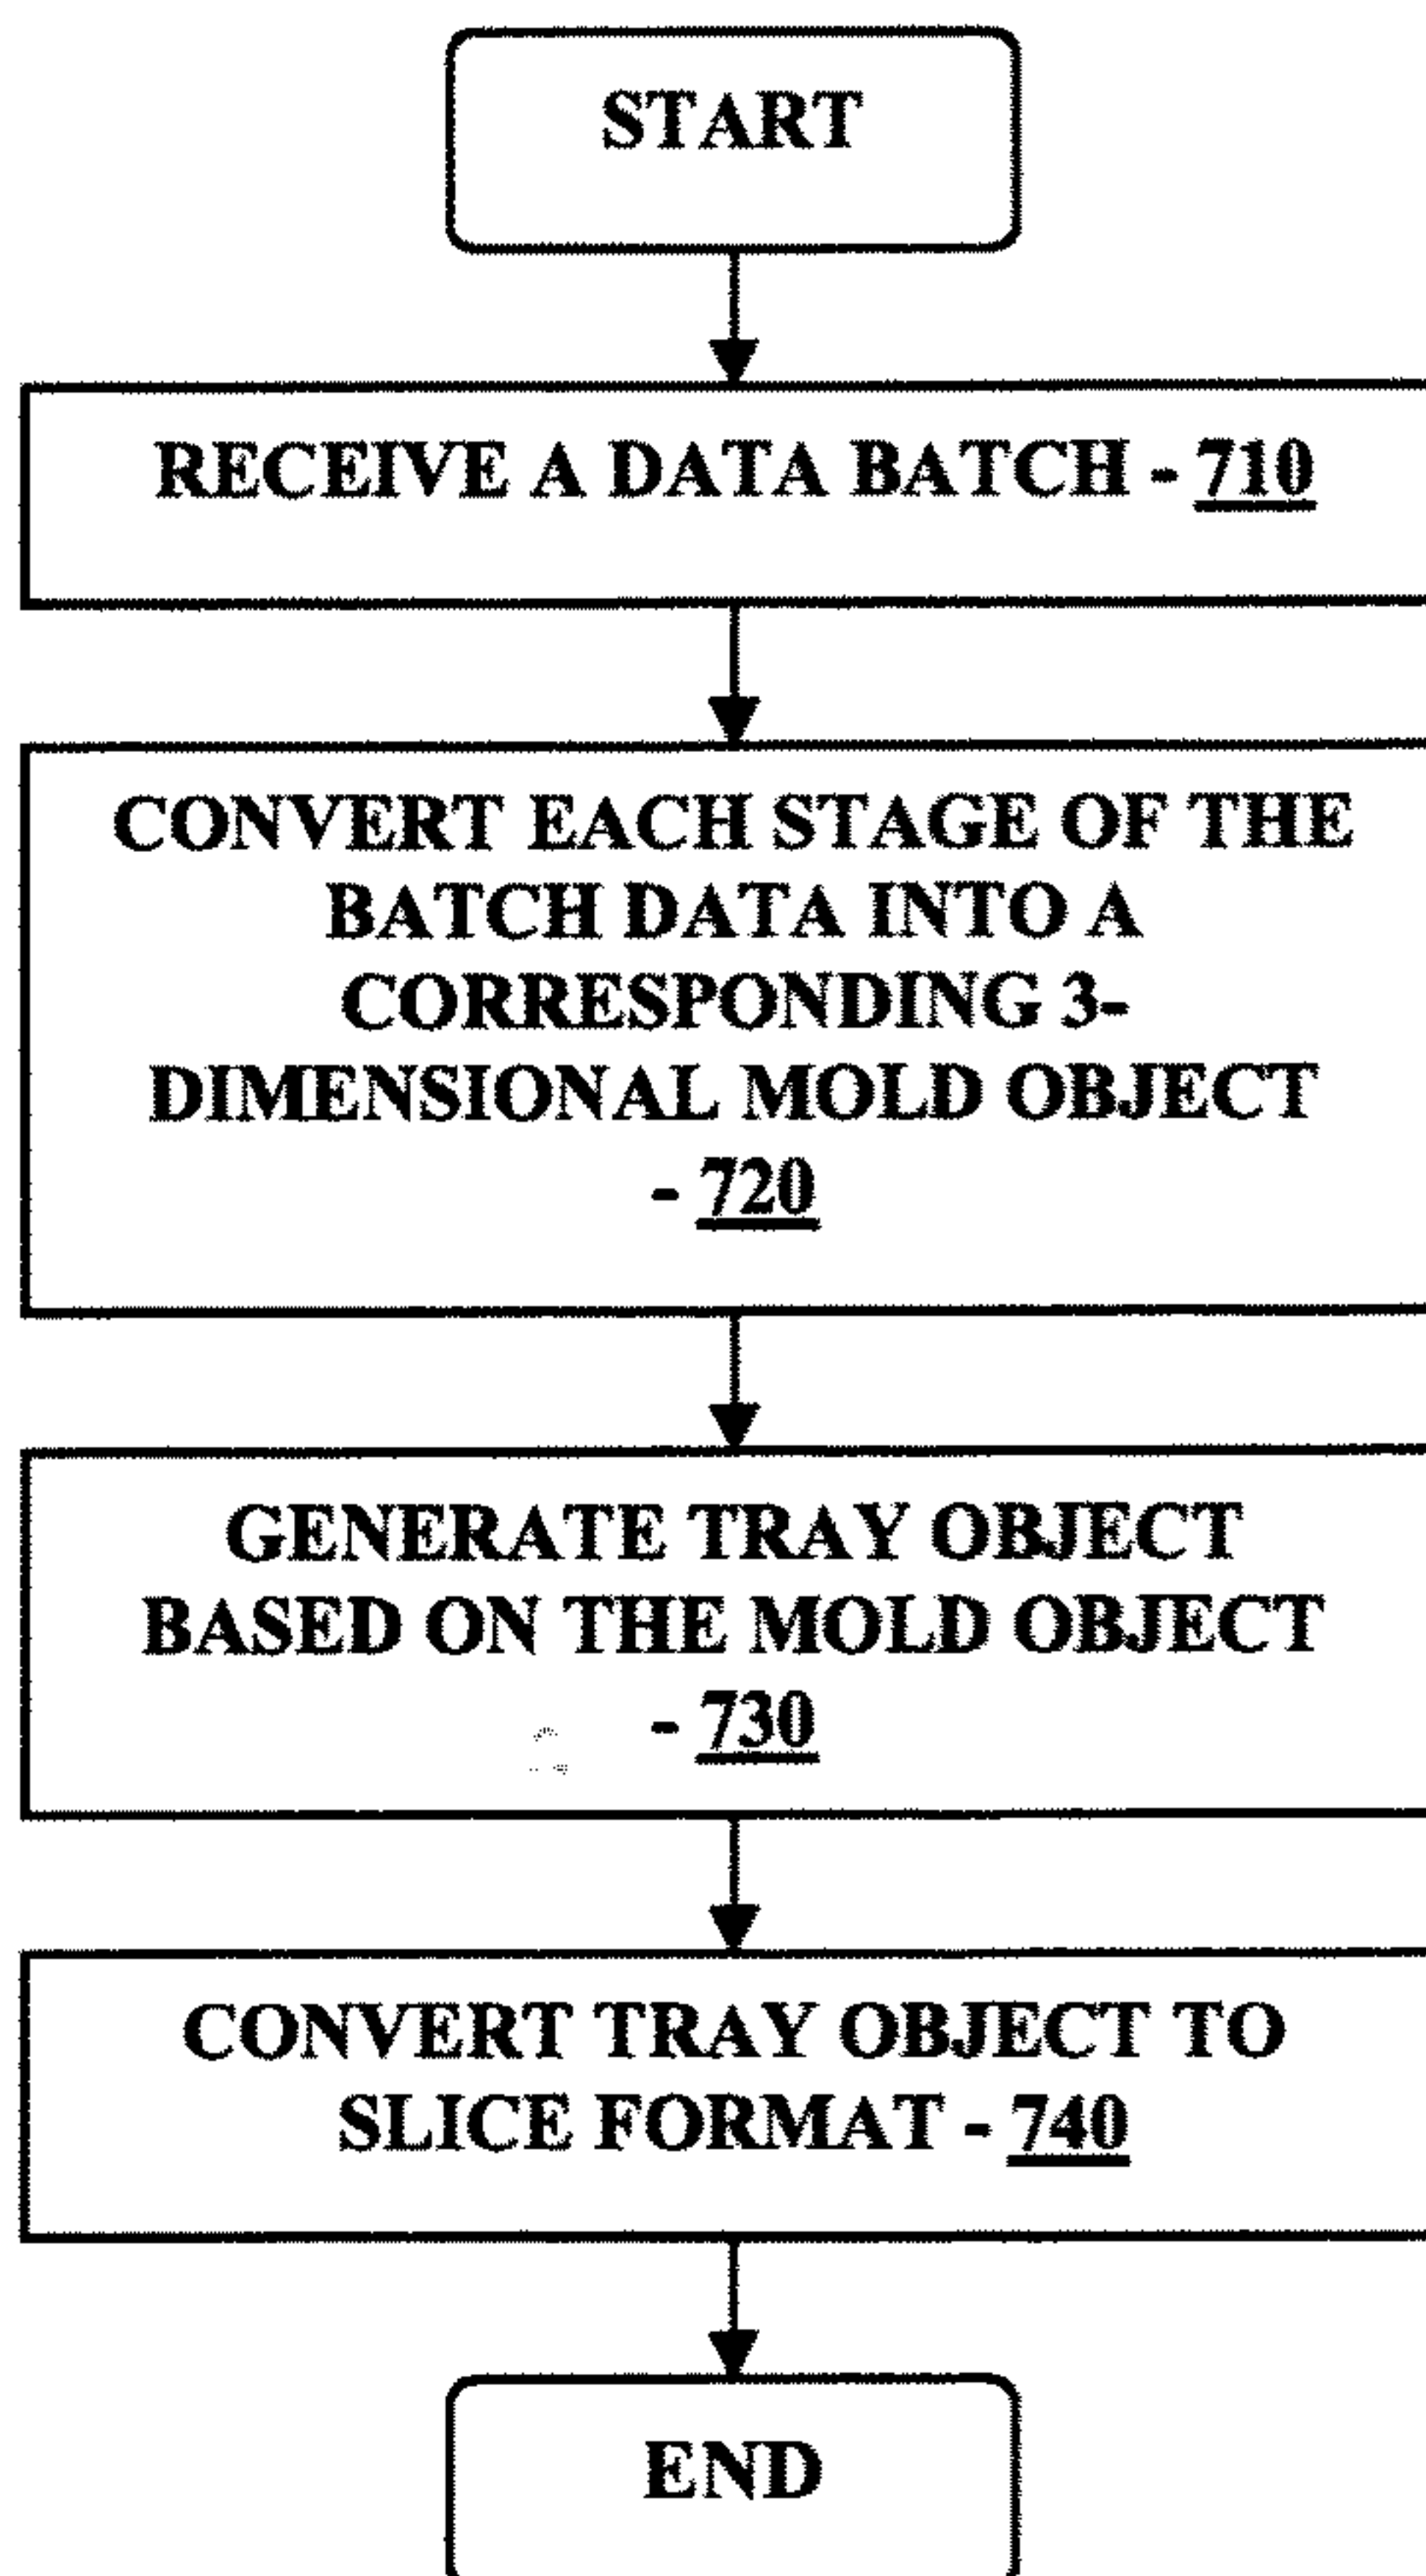 START
RECEIVE A DATA BATCH - 710
CONVERT EACH STAGE OF THE
BATCH DATA INTO A
CORRESPONDING 3-
DIMENSIONAL MOLD OBJECT
- 720
GENERATE TRAY OBJECT
BASED ON THE MOLD OBJECT
- 730
CONVERT TRAY OBJECT TO
SLICE FORMAT - 740
END